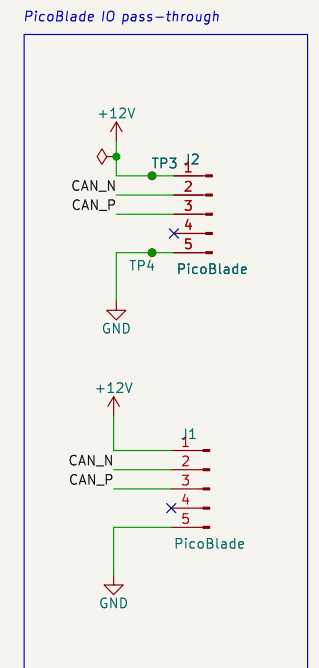 PicoBlade IO pass-through
+12V
TP3 J2
1
CAN_N 2
CAN_P 3
4
5
TP4 PicoBlade
GND
+12V
J1
1
CAN_N 2
CAN_P 3
4
5
PicoBlade
GND